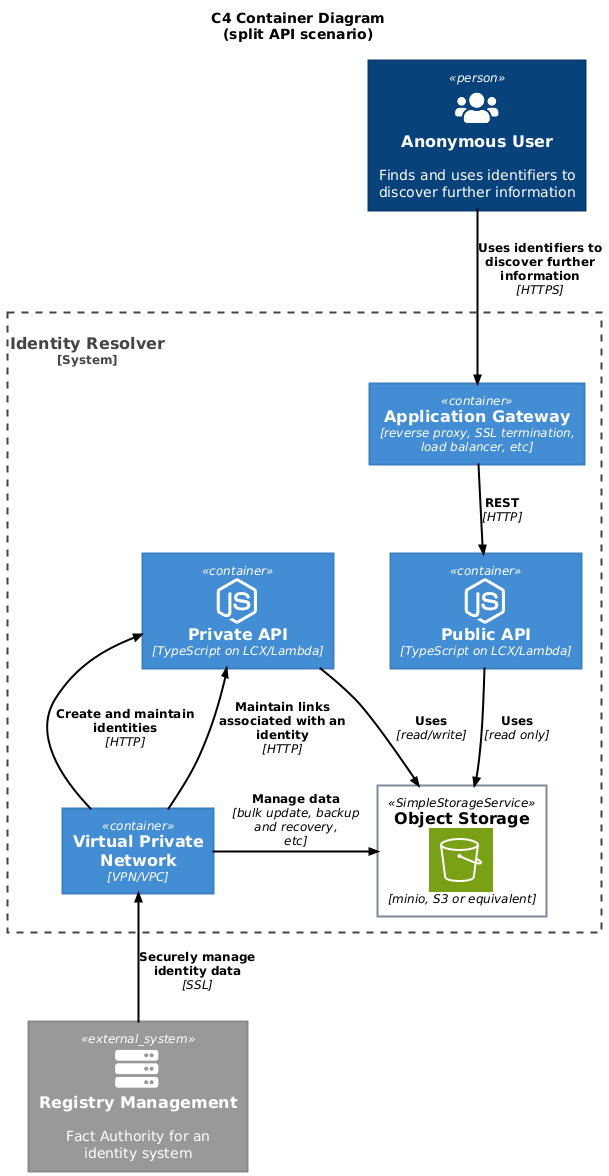 C4 Container Diagram
(split API scenario)
«person»
Anonymous User
Finds and uses identifiers to
discover further information
Uses identifiers to
discover further
information
[HTTPS]
Identity Resolver
[System]
«container»
Application Gateway
[reverse proxy, SSL termination,
load balancer, etc]
REST
[HTTP]
«container»
JS
Private API
[TypeScript on LCX/Lambda]
«container»
JS
Public API
[TypeScript on LCX/Lambda]
Create and maintain
identities
[HTTP]
Maintain links
associated with an
identity
[HTTP]
Uses
[read/write]
Uses
[read only]
«container»
Virtual Private
Network
[VPN/VPC]
Manage data
[bulk update, backup
and recovery,
etc]
«SimpleStorageService»
Object Storage
[minio, S3 or equivalent]
Securely manage
identity data
[SSL]
«external_system»
Registry Management
Fact Authority for an
identity system